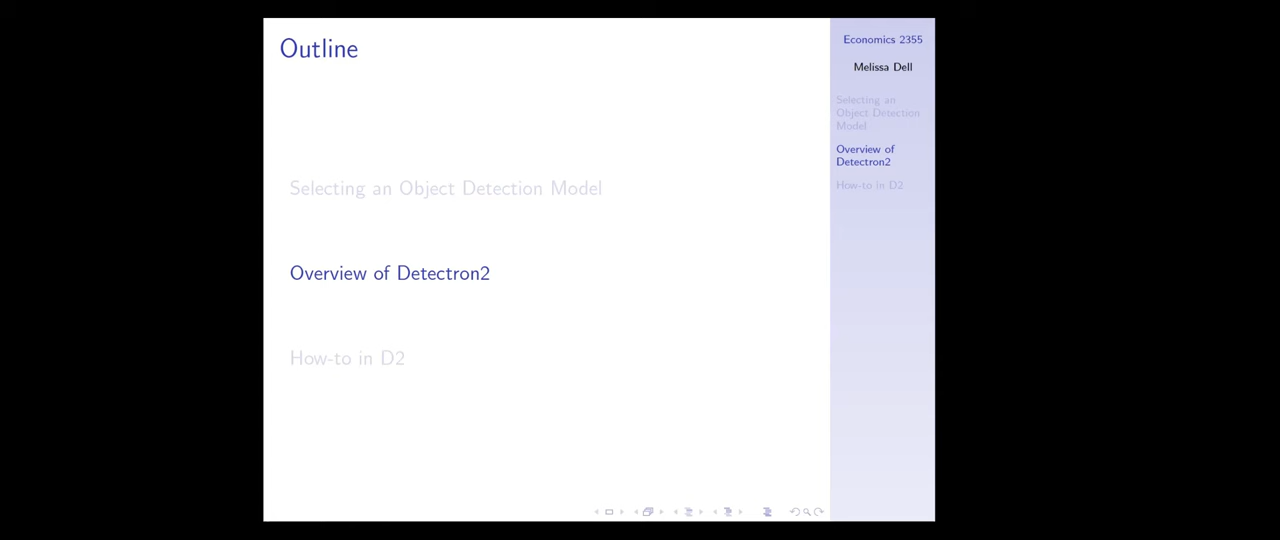 Outline
Selecting an Object Detection Model
Overview of Detectron2
How-to in D2
Economics 2355
Melissa Dell
Selecting an
Object Detection
Model
Overview of
Detectron2
How-to in D2